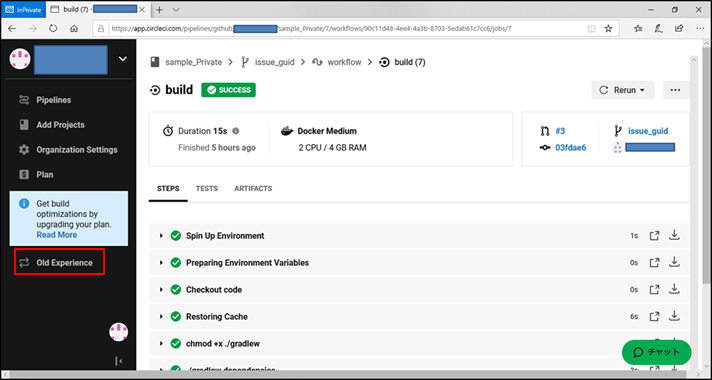 InPrivate
build (7) -
https://app.circleci.com/pipelines/github/
sample_Private/7/workflows/90c11d48-4ee4-4a3b-8703-5edab61c7cc6/jobs/7
Pipelines
Add Projects
Organization Settings
Plan
Get build
optimizations by
upgrading your plan.
Read More
Old Experience
sample_Private > issue_guid > workflow > build (7)
build SUCCESS
Rerun
Duration 15s
Finished 5 hours ago
Docker Medium
2 CPU / 4 GB RAM
#3
issue_guid
03fdae6
STEPS TESTS ARTIFACTS
Spin Up Environment 1s
Preparing Environment Variables 0s
Checkout code 0s
Restoring Cache 6s
chmod +x ./gradlew
./gradlew dependencies
チャット